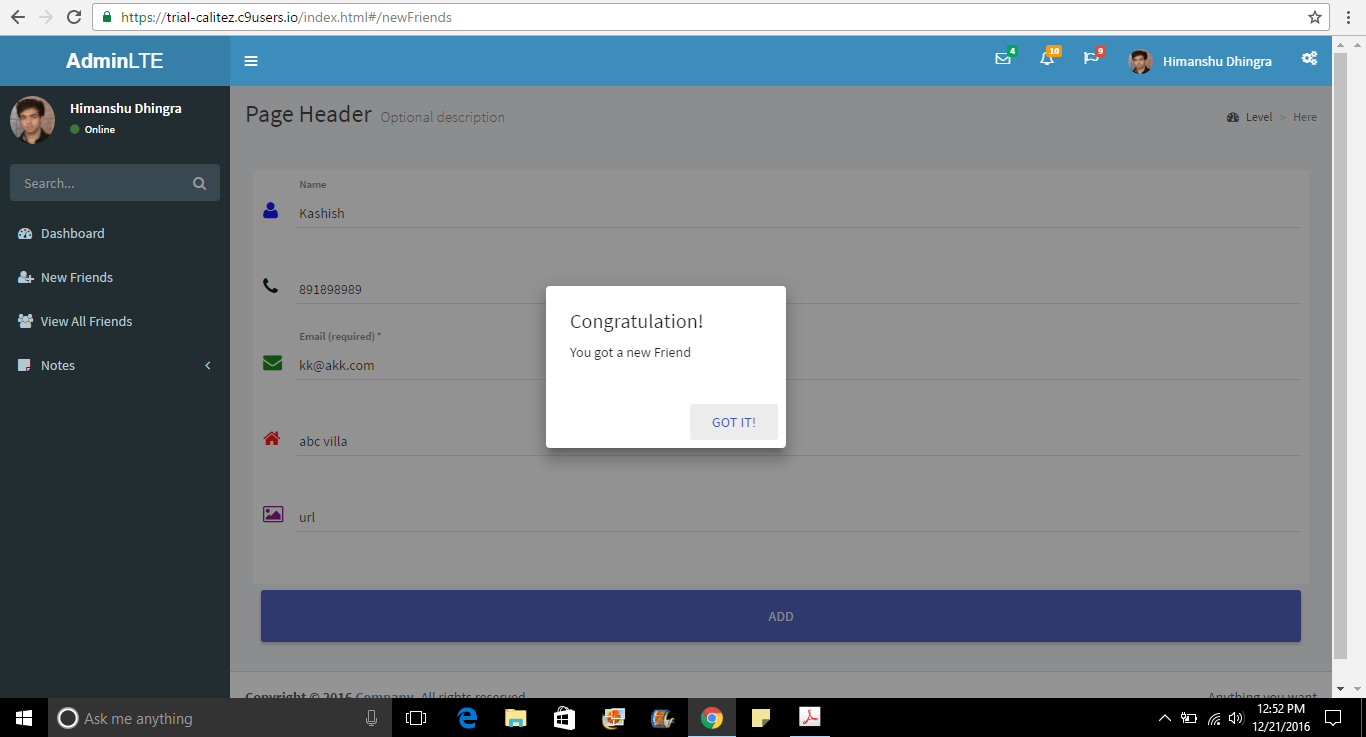 https://trial-calitez.c9users.io/index.html#/newFriends
AdminLTE
4
10
9
Himanshu Dhingra
Himanshu Dhingra
Online
Search...
Dashboard
New Friends
View All Friends
Notes
Page Header Optional description
Level > Here
Name
Kashish
891898989
Email (required) *
kk@akk.com
abc villa
url
Congratulation!
You got a new Friend
GOT IT!
ADD
Copyright © 2016 Company. All rights reserved.
Anything you want
Ask me anything
12:52 PM
12/21/2016